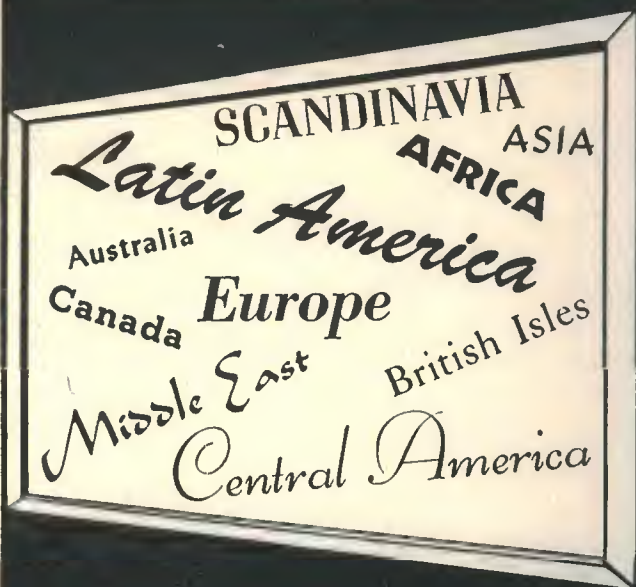 SCANDINAVIA
ASIA
AFRICA
Latin America
Australia
Europe
Canada
British Isles
Middle East
Central America